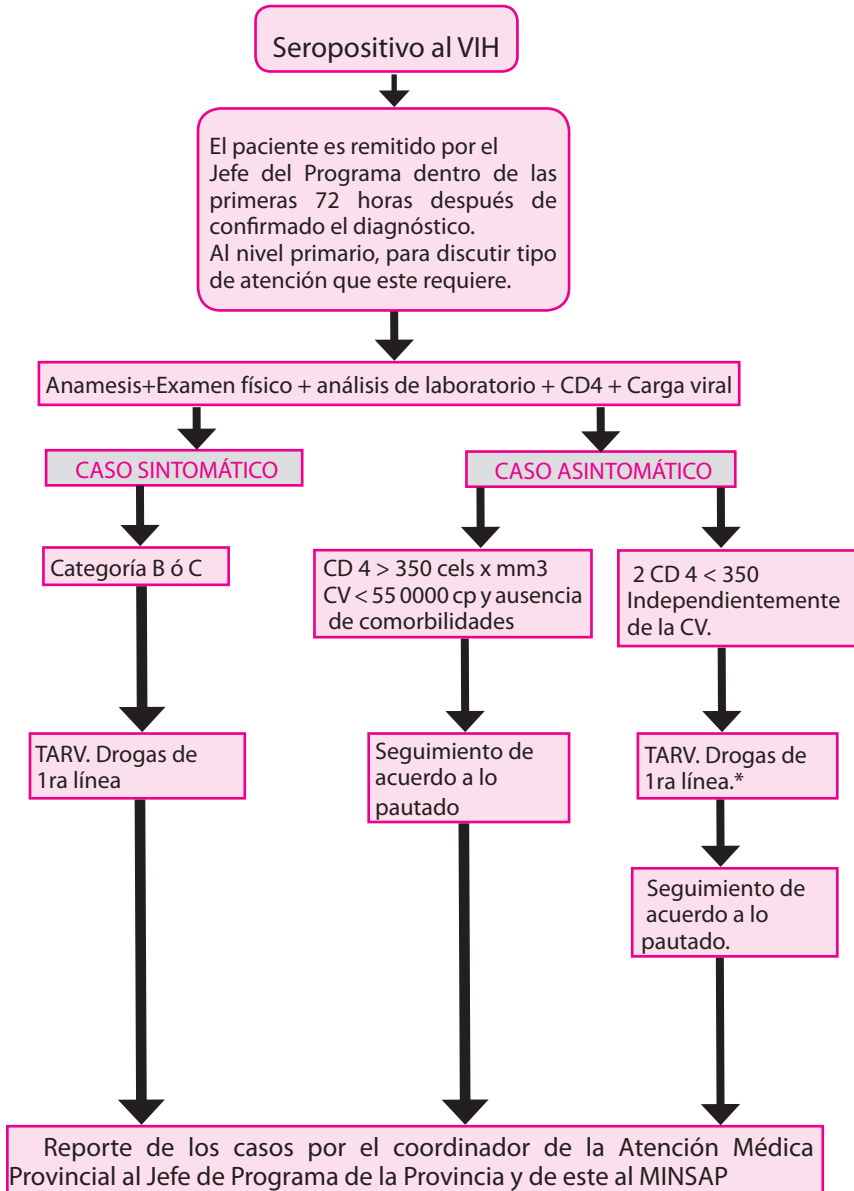 Seropositivo al VIH
El paciente es remitido por el
Jefe del Programa dentro de las
primeras 72 horas después de
confirmado el diagnóstico.
Al nivel primario, para discutir tipo
de atención que este requiere.
Anamesis+Examen físico + análisis de laboratorio + CD4 + Carga viral
CASO SINTOMÁTICO
CASO ASINTOMÁTICO
Categoría B ó C
CD 4 > 350 cels x mm3
CV < 55 0000 cp y ausencia
de comorbilidades
2 CD 4 < 350
Independientemente
de la CV.
TARV. Drogas de
1ra línea
Seguimiento de
acuerdo a lo
pautado
TARV. Drogas de
1ra línea.*
Seguimiento de
acuerdo a lo
pautado.
Reporte de los casos por el coordinador de la Atención Médica
Provincial al Jefe de Programa de la Provincia y de este al MINSAP